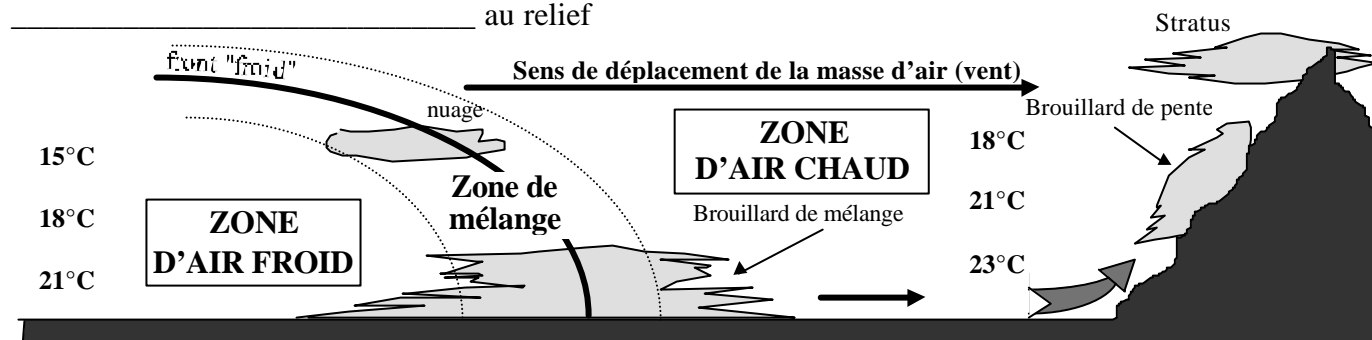 _______________________________ au relief
Stratus
front "froid"
Sens de déplacement de la masse d'air (vent)
nuage
Brouillard de pente
ZONE
D'AIR CHAUD
15°C
18°C
Zone de
mélange
21°C
Brouillard de mélange
18°C
ZONE
D'AIR FROID
21°C
23°C